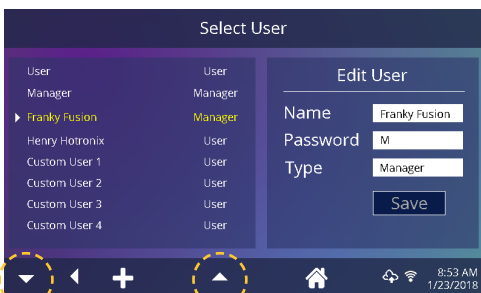 Select User
User User
Manager Manager
Franky Fusion Manager
Henry Hotronix User
Custom User 1 User
Custom User 2 User
Custom User 3 User
Custom User 4 User
Edit User
Name Franky Fusion
Password M
Type Manager
Save
8:53 AM
1/23/2018